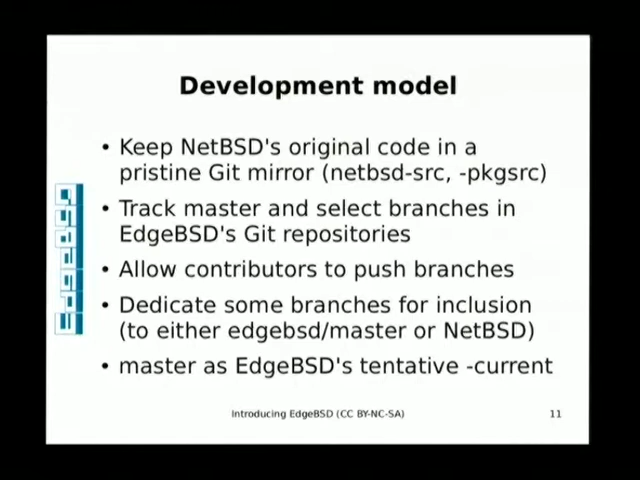 Development model
• Keep NetBSD's original code in a
pristine Git mirror (netbsd-src, -pkgsrc)
• Track master and select branches in
EdgeBSD's Git repositories
• Allow contributors to push branches
• Dedicate some branches for inclusion
(to either edgebsd/master or NetBSD)
• master as EdgeBSD's tentative -current
EdgeBSD
Introducing EdgeBSD (CC BY-NC-SA)
11